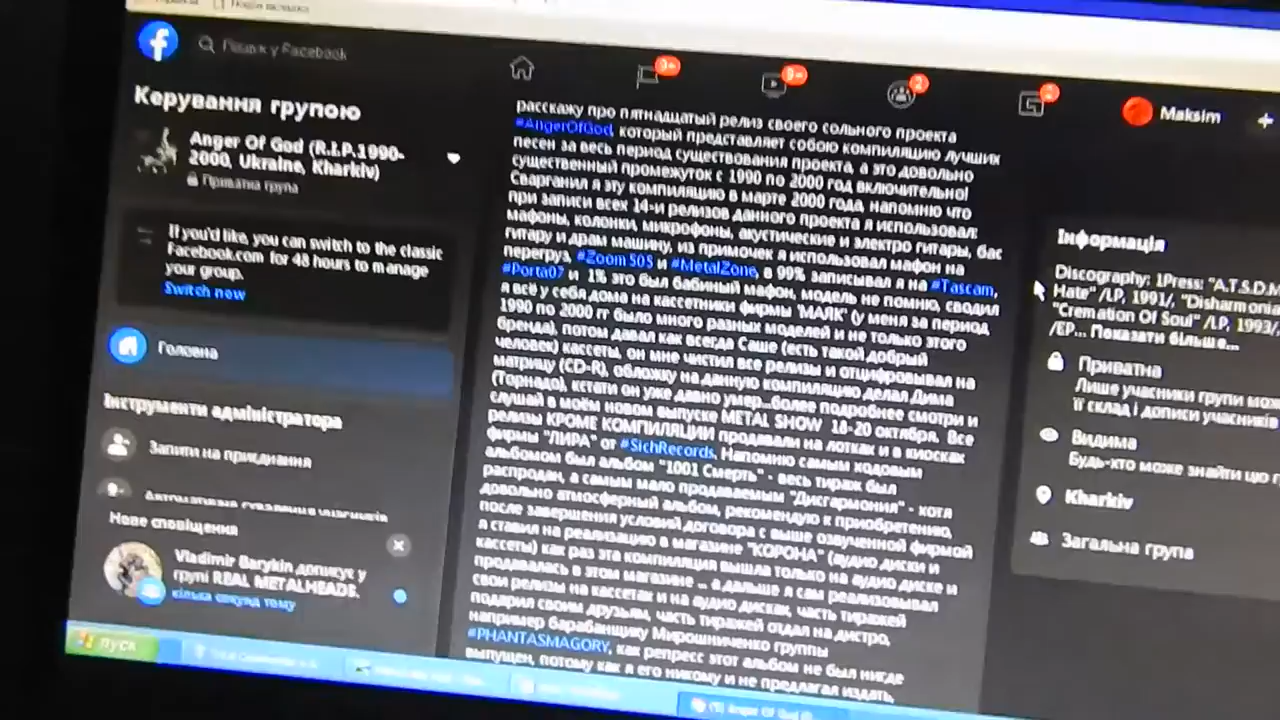 Пошук у Facebook
9+
9+
2
2
Maksim
Керування групою
Anger Of God (R.I.P.1990-
2000, Ukraine, Kharkiv)
Приватна група
If you'd like, you can switch to the classic
Facebook.com for 48 hours to manage
your group.
Switch now
Головна
Інструменти адміністратора
Запити на приєднання
Нове сповіщення
Vladimir Barykin дописує у
групі REAL METALHEADS.
кілька секунд тому
расскажу про пятнадцатый релиз своего сольного проекта
#AngerOfGod, который представляет собою компиляцию лучших
песен за весь период существования проекта, а это довольно
существенный промежуток с 1990 по 2000 год включительно!
Сварганил я эту компиляцию в марте 2000 года, напомню что
при записи всех 14-и релизов данного проекта я использовал:
мафоны, колонки, микрофоны, акустические и электро гитары, бас
гитару и драм машину, из примочек я использовал мафон на
перегруз, #Zoom505 и #MetalZone, в 99% записывал я на #Tascam,
#Porta07 и 1% это был бабиный мафон, модель не помню, сводил
я всё у себя дома на кассетники фирмы "МАЯК" (у меня за период
1990 по 2000 гг было много разных моделей и не только этого
бренда), потом давал как всегда Саше (есть такой добрый
человек) кассеты, он мне чистил все релизы и отцифровывал на
матрицу (CD-R), обложку на данную компиляцию делал Дима
(Торнадо), кстати он уже давно умер...более подробнее смотри и
слушай в моём новом выпуске METAL SHOW 18-20 октября. Все
релизы КРОМЕ КОМПИЛЯЦИИ продавали на лотках и в киосках
фирмы "ЛИРА" от #SichRecords. Напомню самым ходовым
альбомом был альбом "1001 Смерть" - весь тираж был
распродан, а самым мало продаваемым "Дисгармония" - хотя
довольно атмосферный альбом, рекомендую к приобретению,
после завершения условий договора с выше озвученной фирмой
я ставил на реализацию в магазине "КОРОНА" (аудио диски и
кассеты) как раз эта компиляция вышла только на аудио диске и
продавалась в этом магазине ... а дальше я сам реализовывал
свои релизы на кассетах и на аудио дисках, часть тиражей
подарил своим друзьям, часть тиражей отдал на дистро,
например барабанщику Мирошниченко группы
#PHANTASMAGORY, как репресс этот альбом не был нигде
выпущен, потому как я его никому и не предлагал издать,
Інформація
Discography: 1Press: "A.T.S.D.M
Hate" /LP, 1991/, "Disharmonia
"Cremation Of Soul" /LP, 1993/
/EP... Показати більше...
Приватна
Лише учасники групи мож
її склад і дописи учасників
Видима
Будь-хто може знайти цю г
Kharkiv
Загальна група
пуск